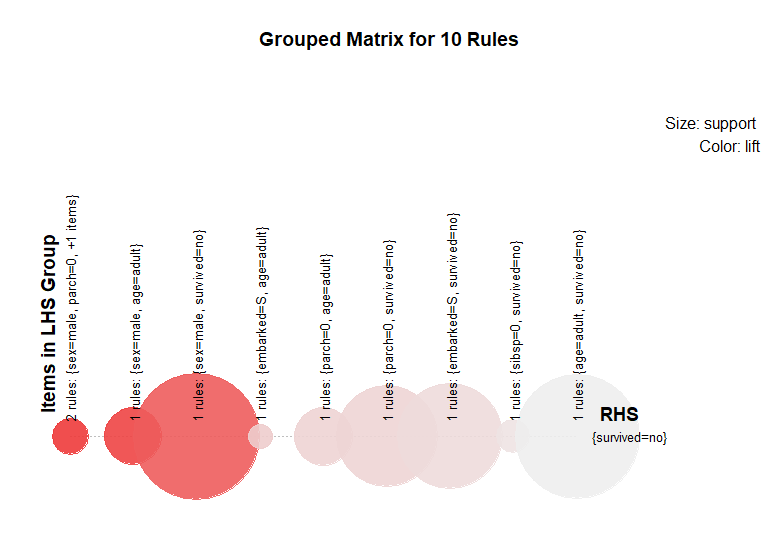 Grouped Matrix for 10 Rules
Size: support
Color: lift
Items in LHS Group
2 rules: {sex=male, parch=0, +1 items}
1 rules: {sex=male, age=adult}
1 rules: {sex=male, survived=no}
1 rules: {embarked=S, age=adult}
1 rules: {parch=0, age=adult}
1 rules: {parch=0, survived=no}
1 rules: {embarked=S, survived=no}
1 rules: {sibsp=0, survived=no}
1 rules: {age=adult, survived=no}
RHS
{survived=no}